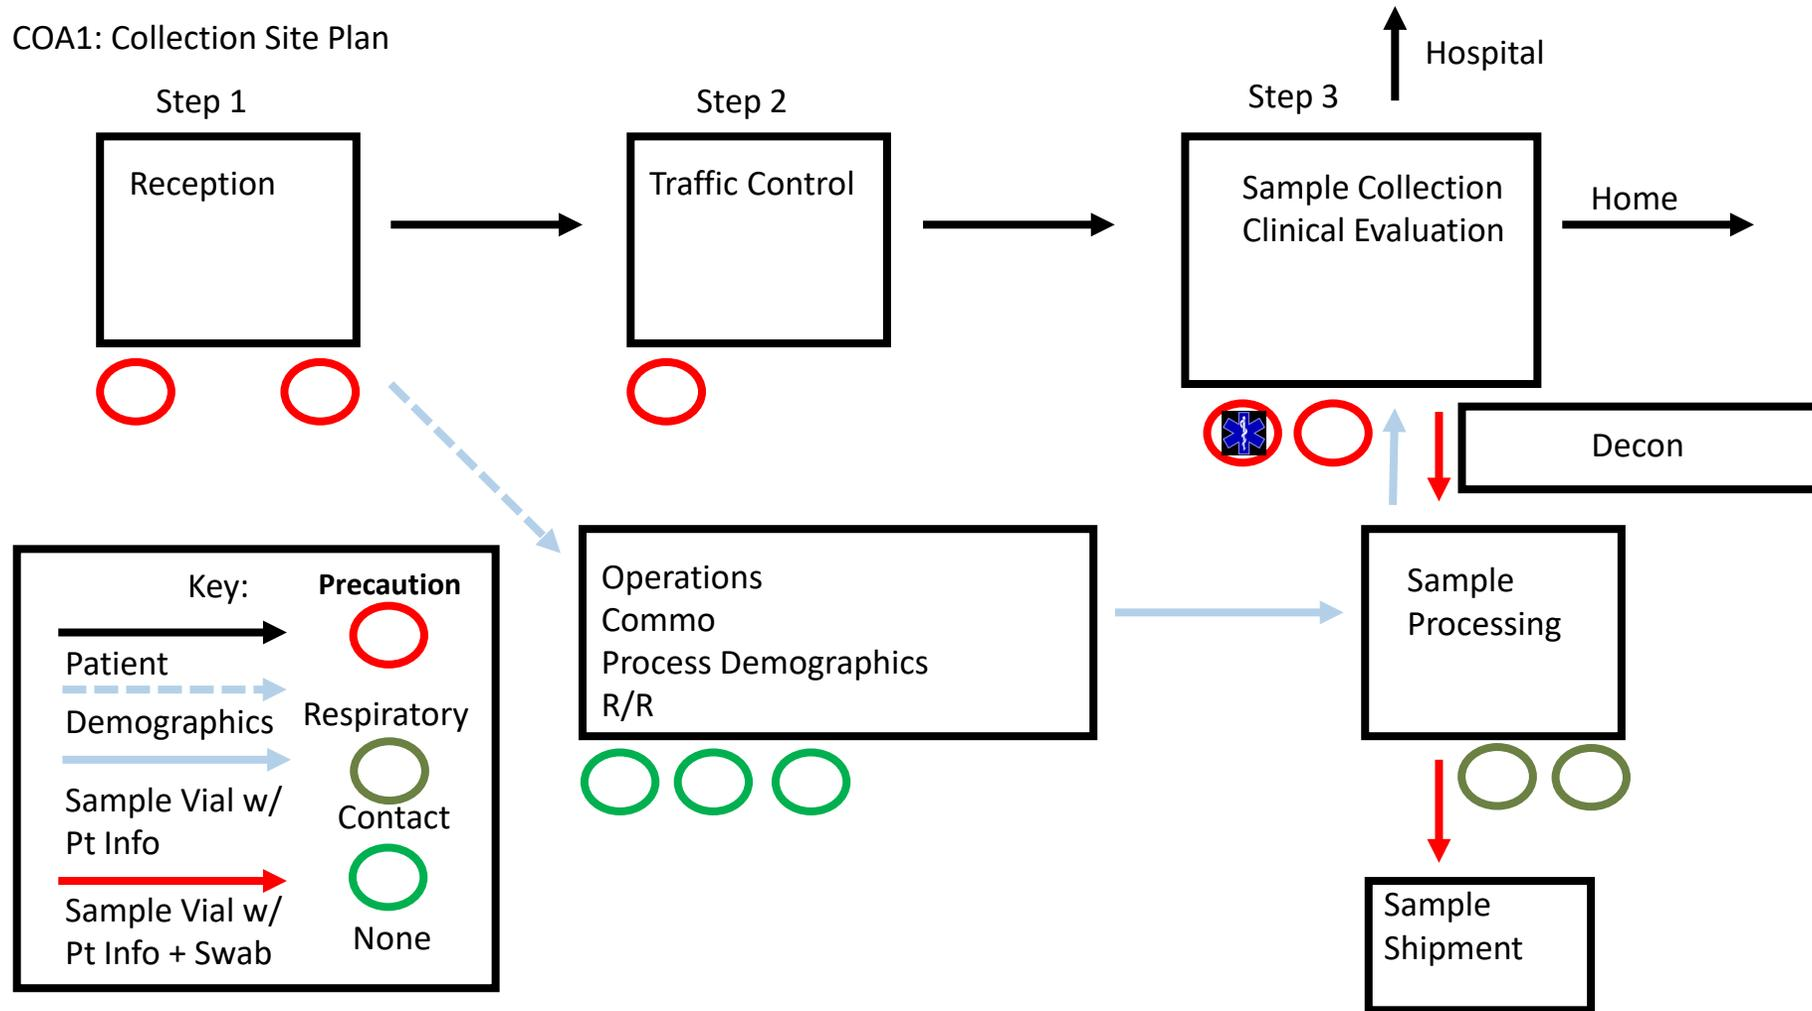 COA1: Collection Site Plan
Hospital
Step 1
Step 2
Step 3
Reception
Traffic Control
Sample Collection
Clinical Evaluation
Home
Decon
Operations
Commo
Process Demographics
R/R
Sample
Processing
Sample
Shipment
Key:
Precaution
Patient
Demographics
Respiratory
Sample Vial w/
Pt Info
Contact
Sample Vial w/
Pt Info + Swab
None